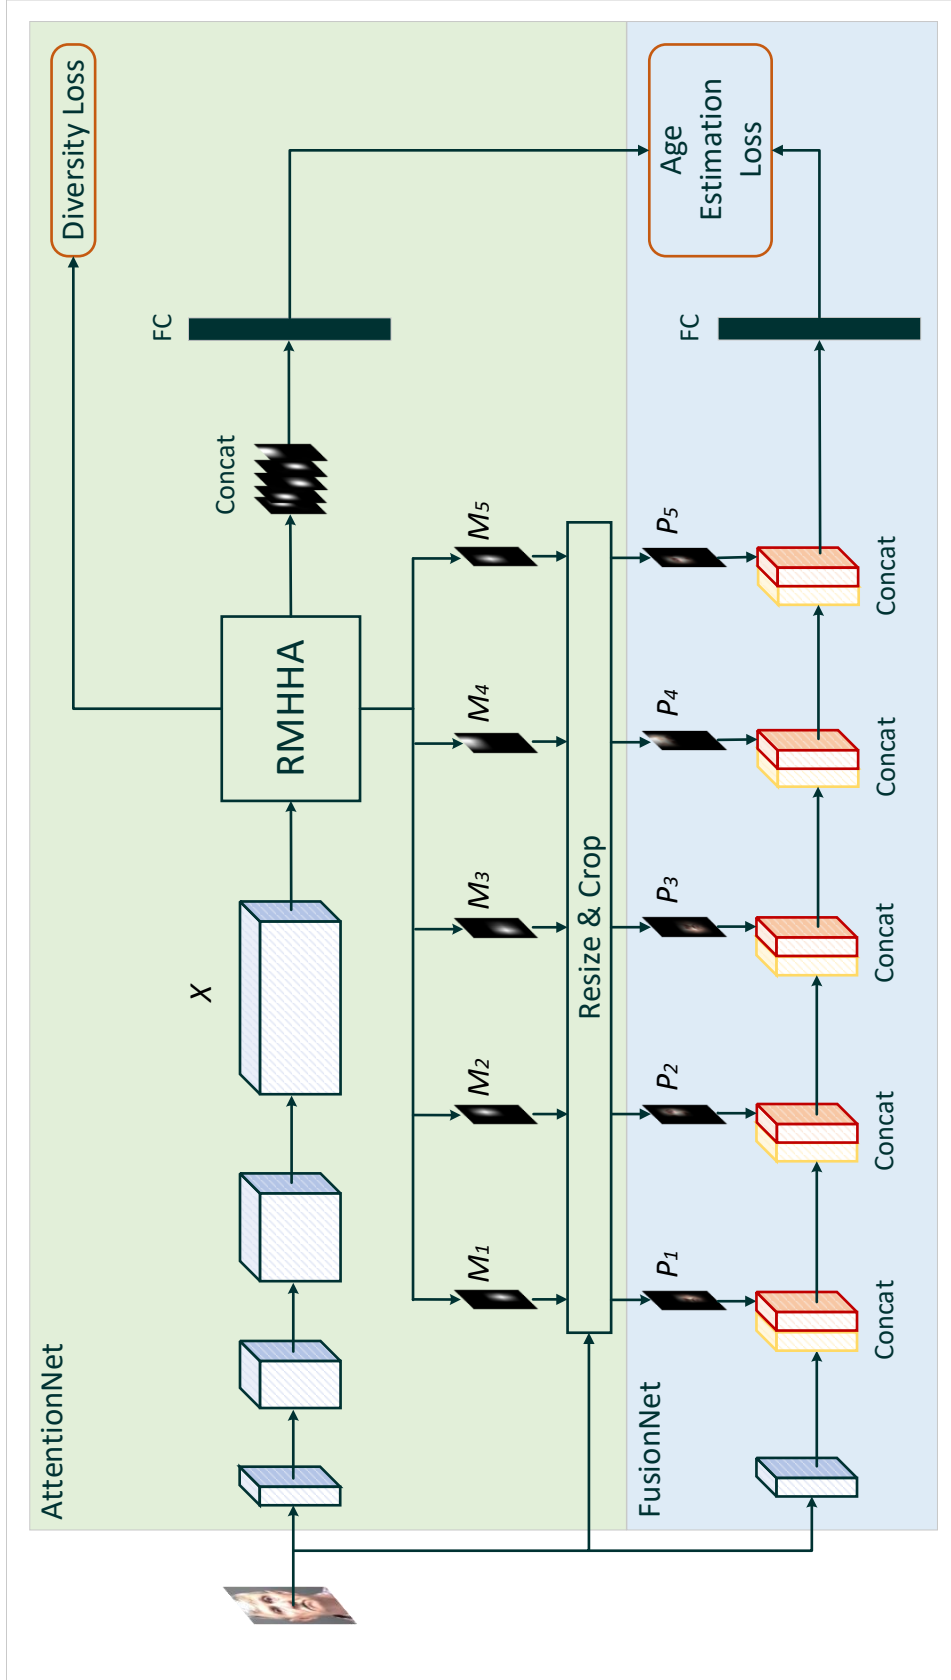 AttentionNet
Diversity Loss
X
RMHHA
Concat
FC
M1
M2
M3
M4
M5
Resize & Crop
FusionNet
P1
P2
P3
P4
P5
Concat
Concat
Concat
Concat
Concat
FC
Age
Estimation
Loss